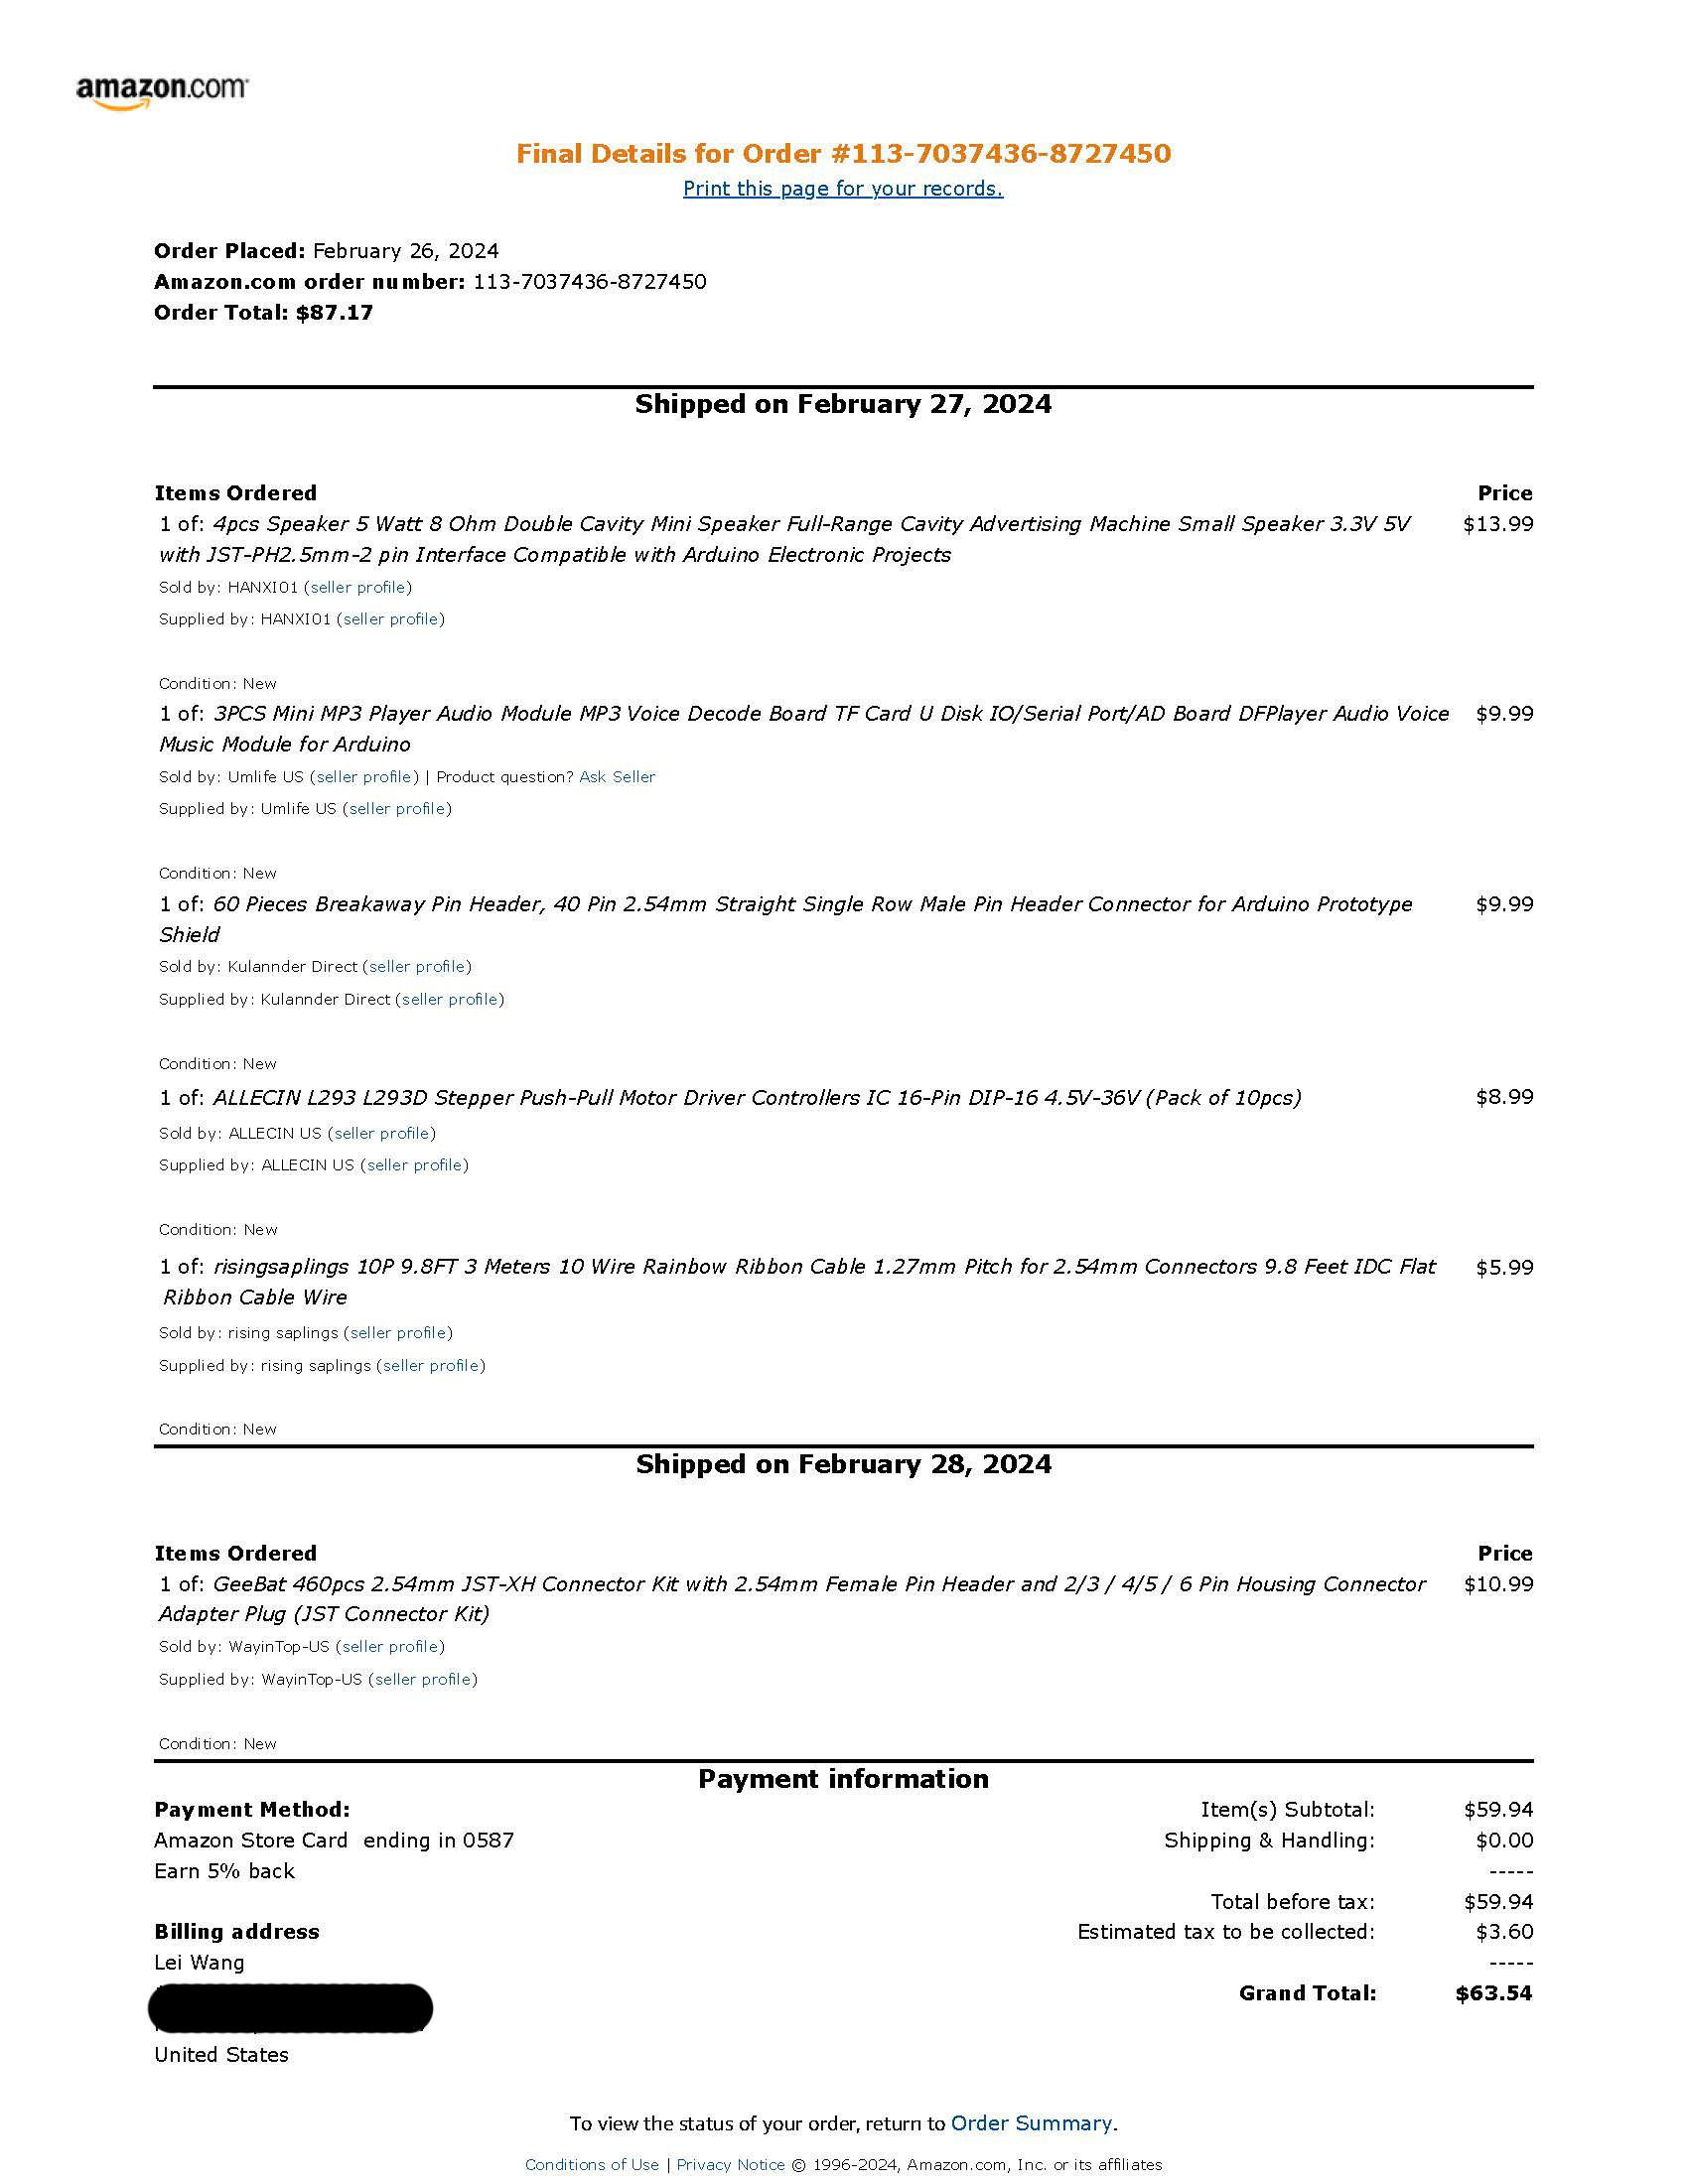 amazon.com
Final Details for Order #113-7037436-8727450
Print this page for your records.
Order Placed: February 26, 2024
Amazon.com order number: 113-7037436-8727450
Order Total: $87.17
Shipped on February 27, 2024
Items Ordered Price
1 of: 4pcs Speaker 5 Watt 8 Ohm Double Cavity Mini Speaker Full-Range Cavity Advertising Machine Small Speaker 3.3V 5V $13.99
with JST-PH2.5mm-2 pin Interface Compatible with Arduino Electronic Projects
Sold by: HANXI01 (seller profile)
Supplied by: HANXI01 (seller profile)
Condition: New
1 of: 3PCS Mini MP3 Player Audio Module MP3 Voice Decode Board TF Card U Disk IO/Serial Port/AD Board DFPlayer Audio Voice $9.99
Music Module for Arduino
Sold by: Umlife US (seller profile) | Product question? Ask Seller
Supplied by: Umlife US (seller profile)
Condition: New
1 of: 60 Pieces Breakaway Pin Header, 40 Pin 2.54mm Straight Single Row Male Pin Header Connector for Arduino Prototype $9.99
Shield
Sold by: Kulannder Direct (seller profile)
Supplied by: Kulannder Direct (seller profile)
Condition: New
1 of: ALLECIN L293 L293D Stepper Push-Pull Motor Driver Controllers IC 16-Pin DIP-16 4.5V-36V (Pack of 10pcs) $8.99
Sold by: ALLECIN US (seller profile)
Supplied by: ALLECIN US (seller profile)
Condition: New
1 of: risingsaplings 10P 9.8FT 3 Meters 10 Wire Rainbow Ribbon Cable 1.27mm Pitch for 2.54mm Connectors 9.8 Feet IDC Flat $5.99
Ribbon Cable Wire
Sold by: rising saplings (seller profile)
Supplied by: rising saplings (seller profile)
Condition: New
Shipped on February 28, 2024
Items Ordered Price
1 of: GeeBat 460pcs 2.54mm JST-XH Connector Kit with 2.54mm Female Pin Header and 2/3 / 4/5 / 6 Pin Housing Connector $10.99
Adapter Plug (JST Connector Kit)
Sold by: WayinTop-US (seller profile)
Supplied by: WayinTop-US (seller profile)
Condition: New
Payment information
Payment Method: Item(s) Subtotal: $59.94
Amazon Store Card ending in 0587 Shipping & Handling: $0.00
Earn 5% back -----
Total before tax: $59.94
Billing address Estimated tax to be collected: $3.60
Lei Wang -----
Grand Total: $63.54
United States
To view the status of your order, return to Order Summary.
Conditions of Use | Privacy Notice © 1996-2024, Amazon.com, Inc. or its affiliates